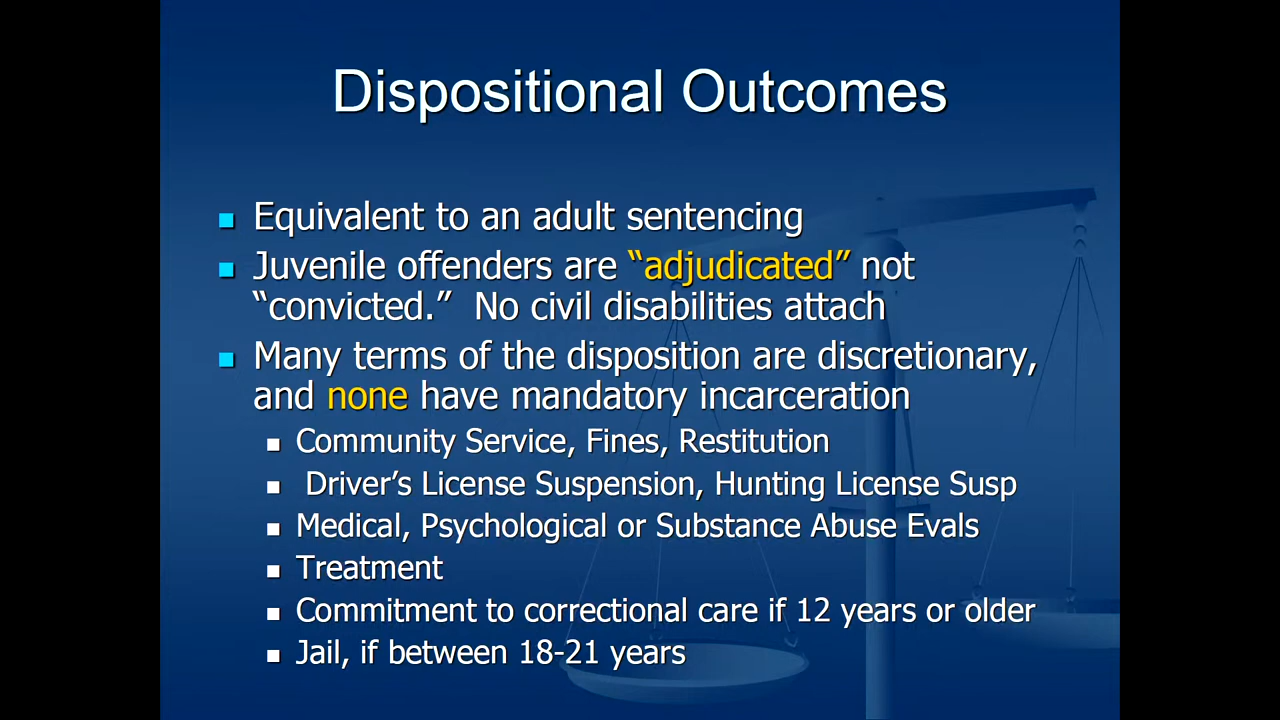 Dispositional Outcomes
Equivalent to an adult sentencing
Juvenile offenders are “adjudicated” not
“convicted.” No civil disabilities attach
Many terms of the disposition are discretionary,
and none have mandatory incarceration
Community Service, Fines, Restitution
Driver’s License Suspension, Hunting License Susp
Medical, Psychological or Substance Abuse Evals
Treatment
Commitment to correctional care if 12 years or older
Jail, if between 18-21 years